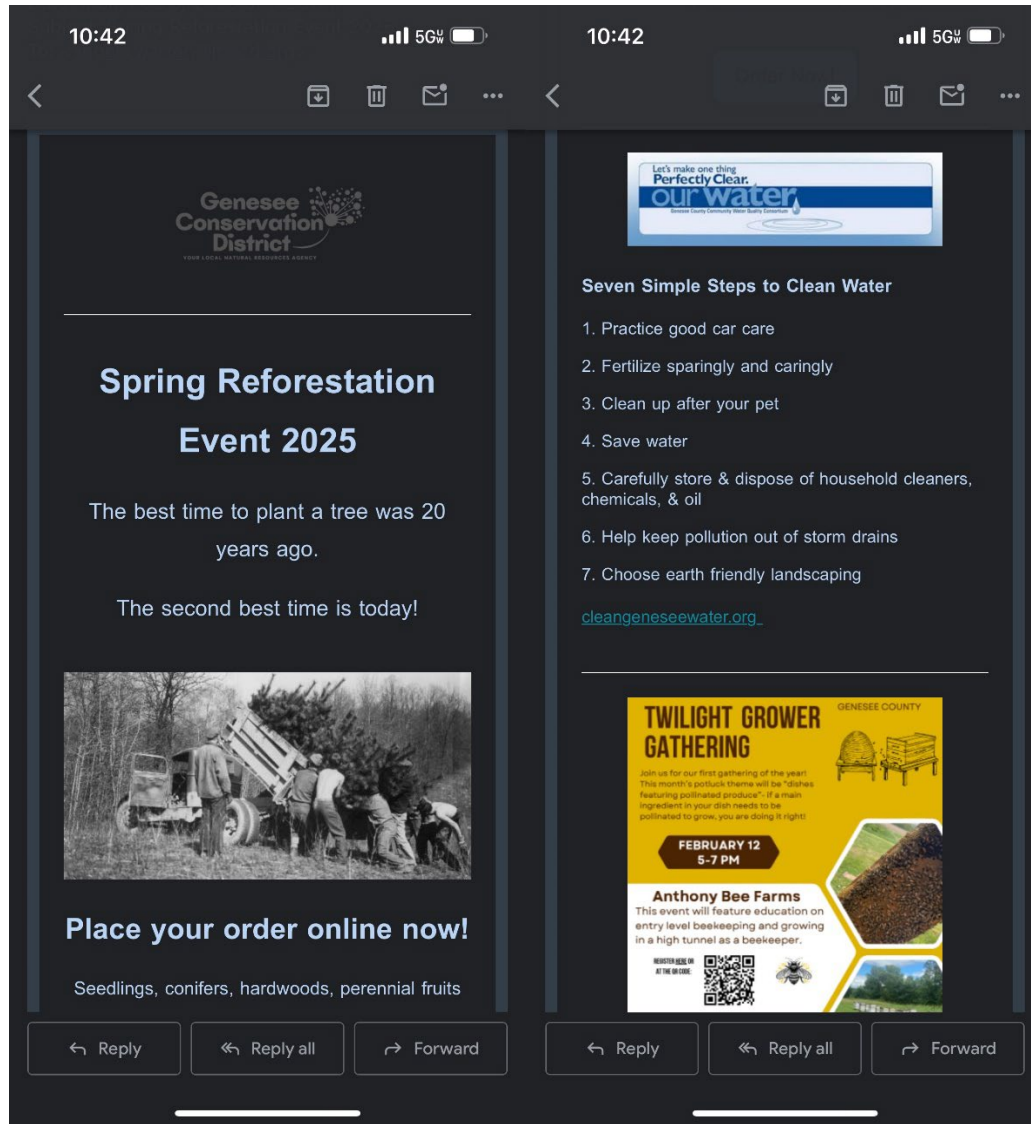 10:42
5G
Genesee
Conservation
District
YOUR LOCAL NATURAL RESOURCES AGENCY
Spring Reforestation
Event 2025
The best time to plant a tree was 20
years ago.
The second best time is today!
Place your order online now!
Seedlings, conifers, hardwoods, perennial fruits
Reply
Reply all
Forward
10:42
5G
Let's make one thing
Perfectly Clear.
our water
Genesee County Community Water Quality Consortium
Seven Simple Steps to Clean Water
1. Practice good car care
2. Fertilize sparingly and caringly
3. Clean up after your pet
4. Save water
5. Carefully store & dispose of household cleaners,
chemicals, & oil
6. Help keep pollution out of storm drains
7. Choose earth friendly landscaping
cleangeneseewater.org
TWILIGHT GROWER
GATHERING
GENESEE COUNTY
Join us for our first gathering of the year!
This month's potluck theme will be "dishes
featuring pollinated produce"- if a main
ingredient in your dish needs to be
pollinated to grow, you are doing it right!
FEBRUARY 12
5-7 PM
Anthony Bee Farms
This event will feature education on
entry level beekeeping and growing
in a high tunnel as a beekeeper.
REGISTER HERE OR
AT THE QR CODE:
Reply
Reply all
Forward